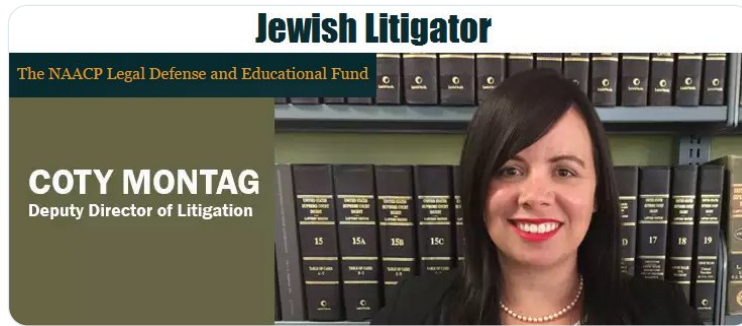 Jewish Litigator
The NAACP Legal Defense and Educational Fund
COTY MONTAG
Deputy Director of Litigation
15
15A
15B
15C
17
18
19